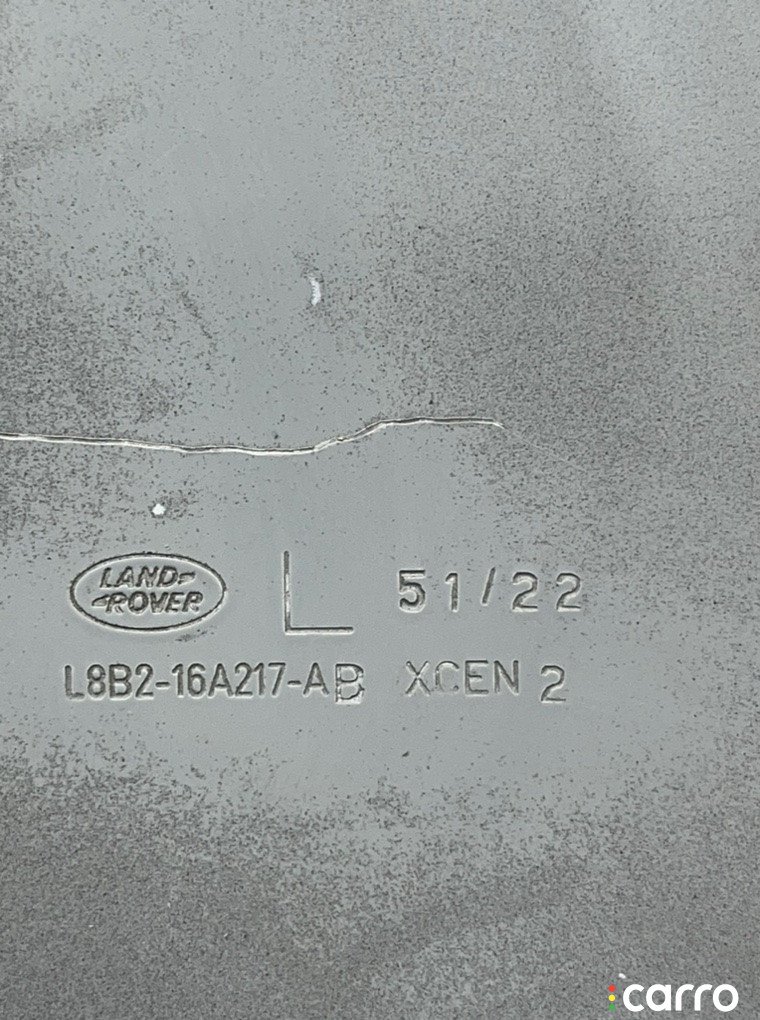 LAND-
-ROVER
L 51/22
L8B2-16A217-AB XCEN 2
carro